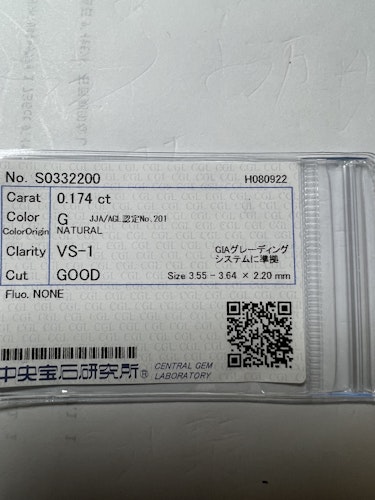 No. S0332200 H080922
Carat 0.174 ct
Color G JJA/AGL認定No.201
ColorOrigin NATURAL
Clarity VS-1 GIAグレーディング
システムに準拠
Cut GOOD Size 3.55 - 3.64 × 2.20 mm
Fluo. NONE
中央宝石研究所® CENTRAL GEM
LABORATORY